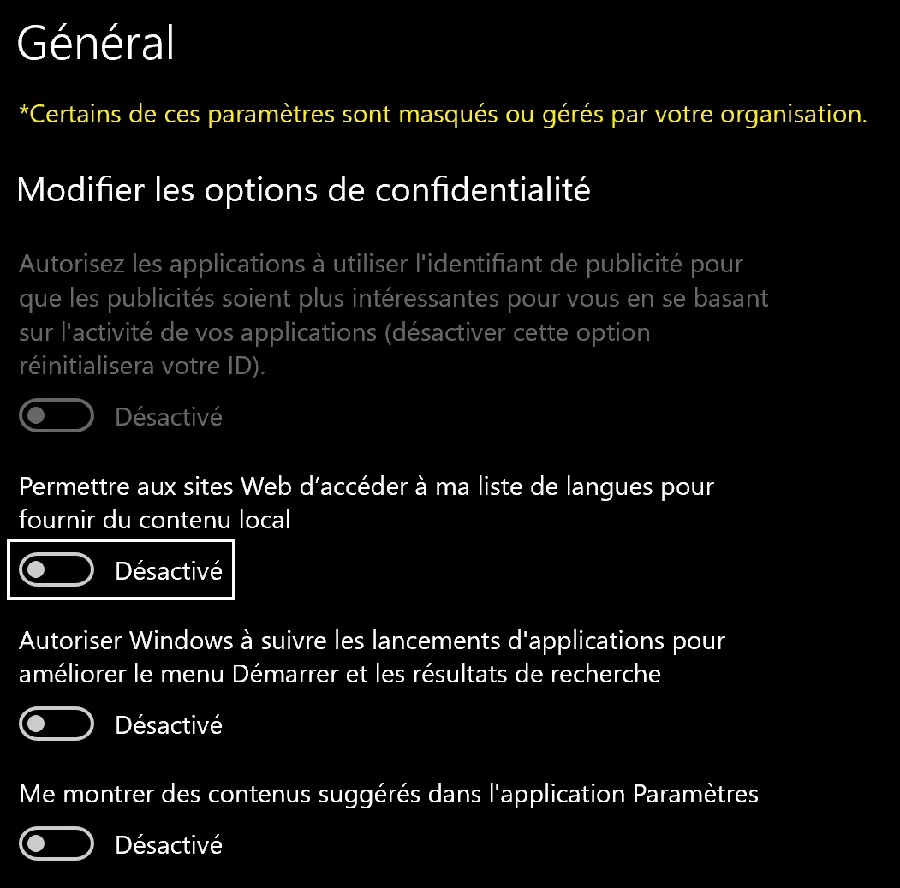 Général
*Certains de ces paramètres sont masqués ou gérés par votre organisation.
Modifier les options de confidentialité
Autorisez les applications à utiliser l'identifiant de publicité pour
que les publicités soient plus intéressantes pour vous en se basant
sur l'activité de vos applications (désactiver cette option
réinitialisera votre ID).
Désactivé
Permettre aux sites Web d’accéder à ma liste de langues pour
fournir du contenu local
Désactivé
Autoriser Windows à suivre les lancements d'applications pour
améliorer le menu Démarrer et les résultats de recherche
Désactivé
Me montrer des contenus suggérés dans l'application Paramètres
Désactivé